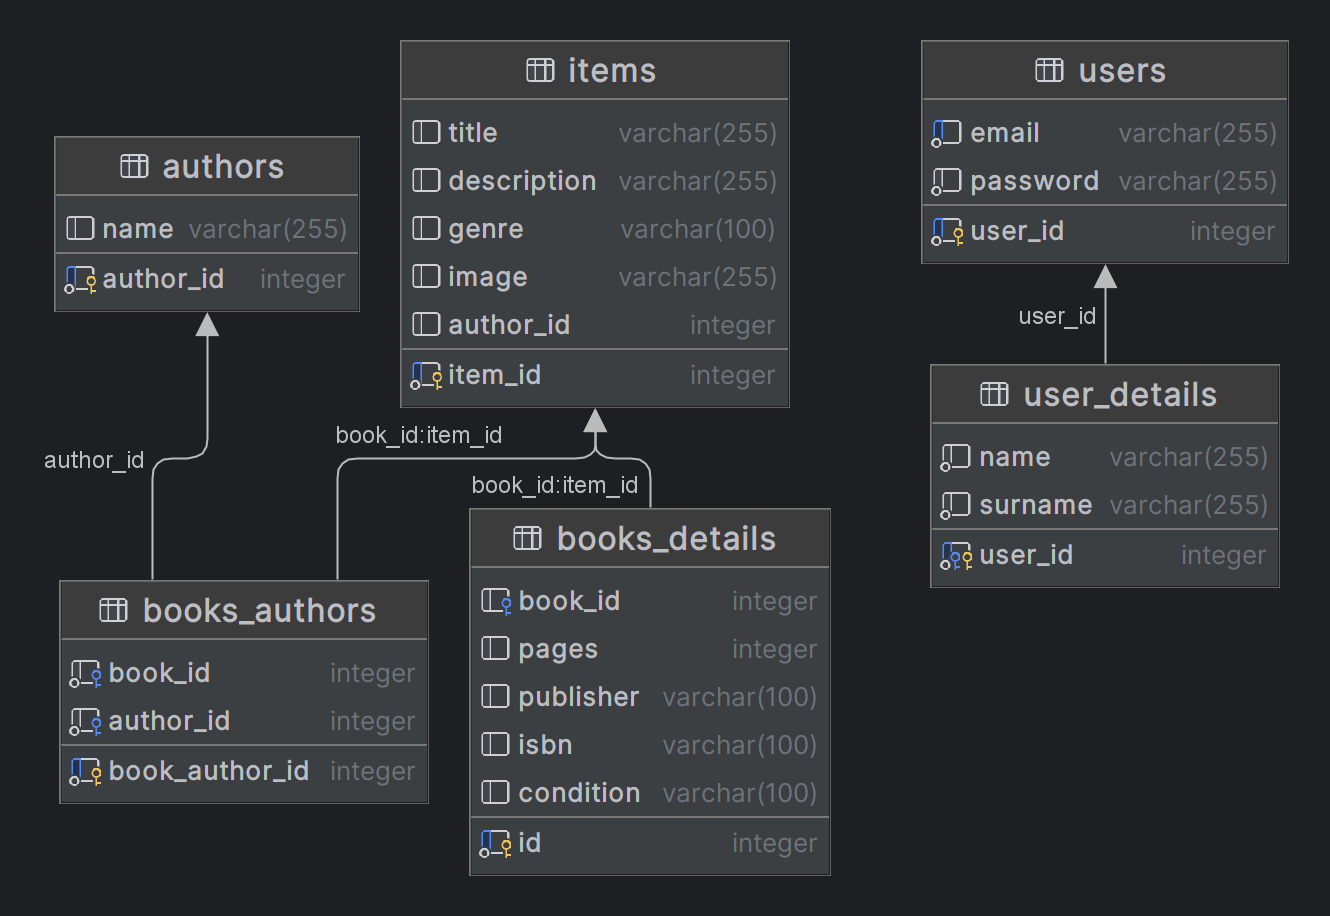 authors
name varchar(255)
author_id integer
items
title varchar(255)
description varchar(255)
genre varchar(100)
image varchar(255)
author_id integer
item_id integer
users
email varchar(255)
password varchar(255)
user_id integer
author_id
book_id:item_id
book_id:item_id
user_id
books_authors
book_id integer
author_id integer
book_author_id integer
books_details
book_id integer
pages integer
publisher varchar(100)
isbn varchar(100)
condition varchar(100)
id integer
user_details
name varchar(255)
surname varchar(255)
user_id integer